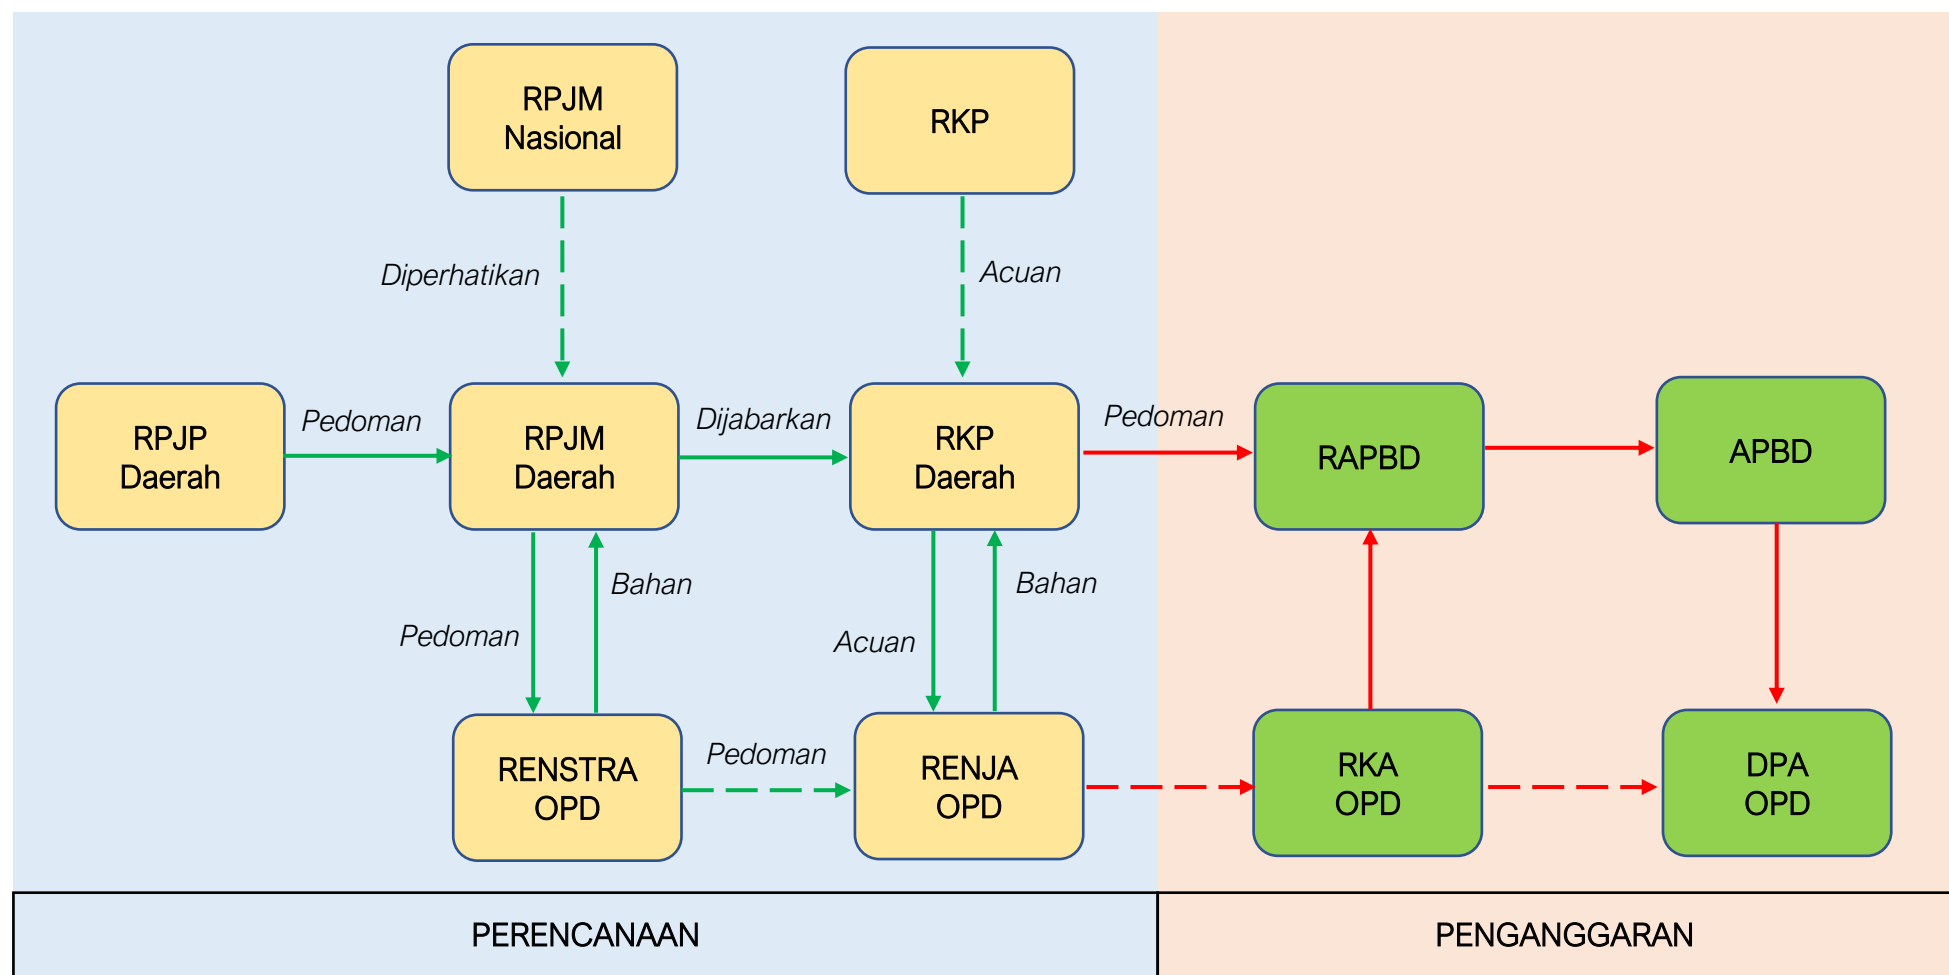 RPJM
Nasional
RKP
Diperhatikan
Acuan
RPJP
Daerah
Pedoman
RPJM
Daerah
Dijabarkan
RKP
Daerah
Pedoman
RAPBD
APBD
Pedoman
Bahan
Acuan
Bahan
RENSTRA
OPD
Pedoman
RENJA
OPD
RKA
OPD
DPA
OPD
PERENCANAAN
PENGANGGARAN